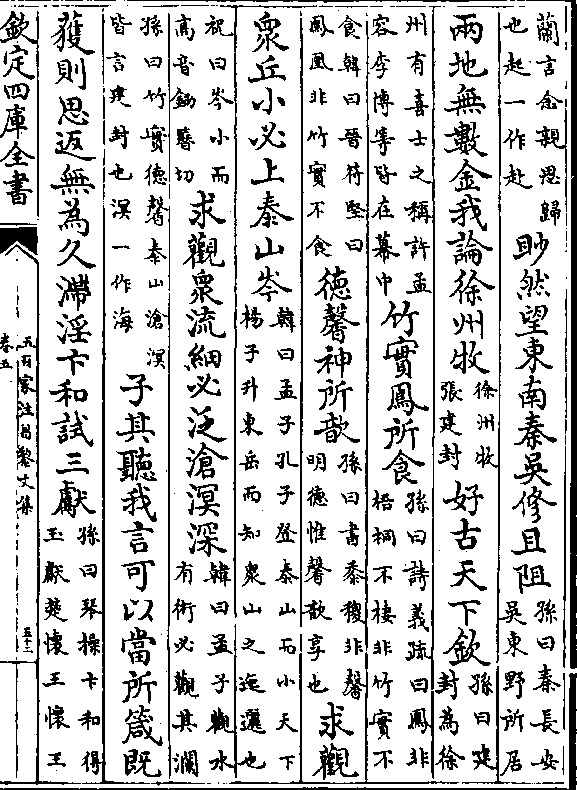 蘭言念親思歸
也起一作赴
眇然望東南秦吳修且阻
孫曰秦長安
吳東野所居
兩地無數金我論徐州牧
徐州牧
張建封
好古天下欽
孫曰建
封為徐
州有喜士之稱許孟
容李博等皆在幕中
竹實鳳所食
孫曰詩義疏曰鳳非
梧桐不棲非竹實不
食韓曰晉苻堅曰
鳳凰非竹實不食
德馨神所歆
孫曰書黍稷非馨
明德惟馨歆享也
求觀
衆丘小必上泰山岑
韓曰孟子孔子登泰山而小天下
楊子升東岳而知衆山之迤邐也
祝曰岑小而
高音鋤簪切
求觀衆流細必泛滄溟深
韓曰孟子觀水
有術必觀其瀾
孫曰竹實德馨泰山滄溟
皆言建封也溟一作海
子其聽我言可以當所箴既
獲則思返無為久滯淫卞和試三獻
孫曰琴操卞和得
玉獻楚懷王懷王
欽定四庫全書
五百家注昌黎文集
卷五